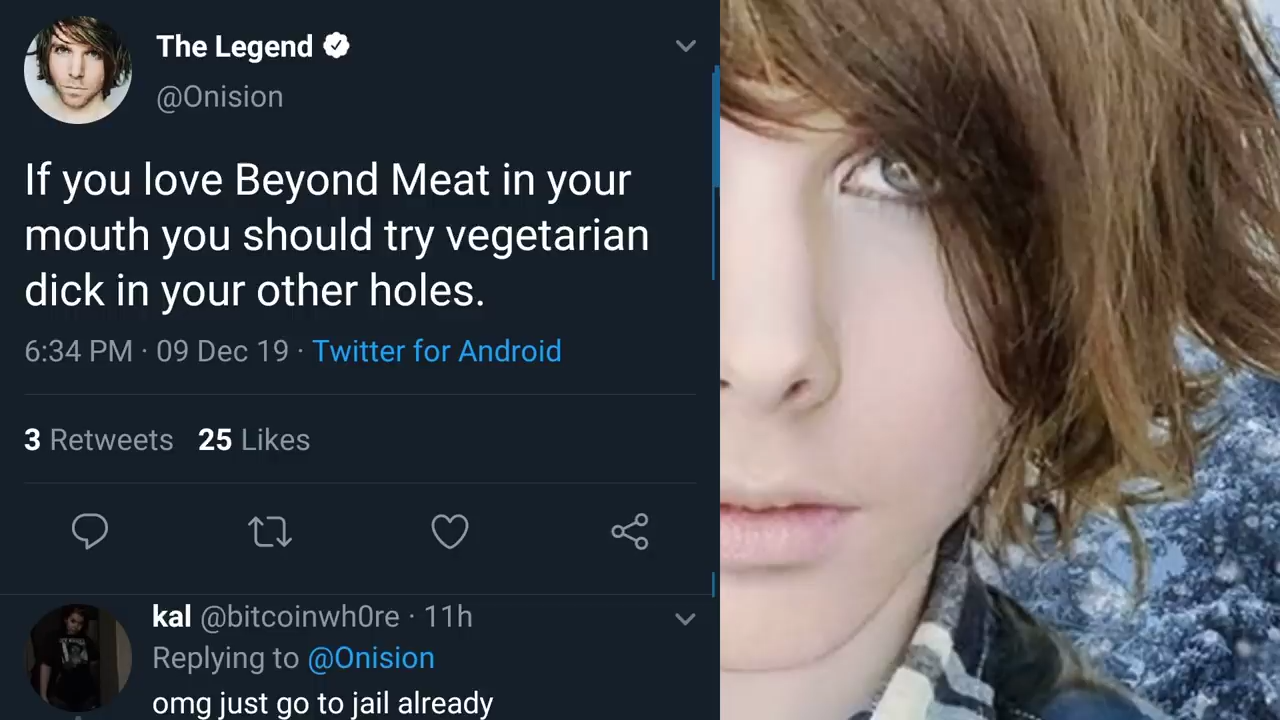 The Legend
@Onision
If you love Beyond Meat in your
mouth you should try vegetarian
dick in your other holes.
6:34 PM · 09 Dec 19 · Twitter for Android
3 Retweets 25 Likes
kal @bitcoinwh0re · 11h
Replying to @Onision
omg just go to jail already